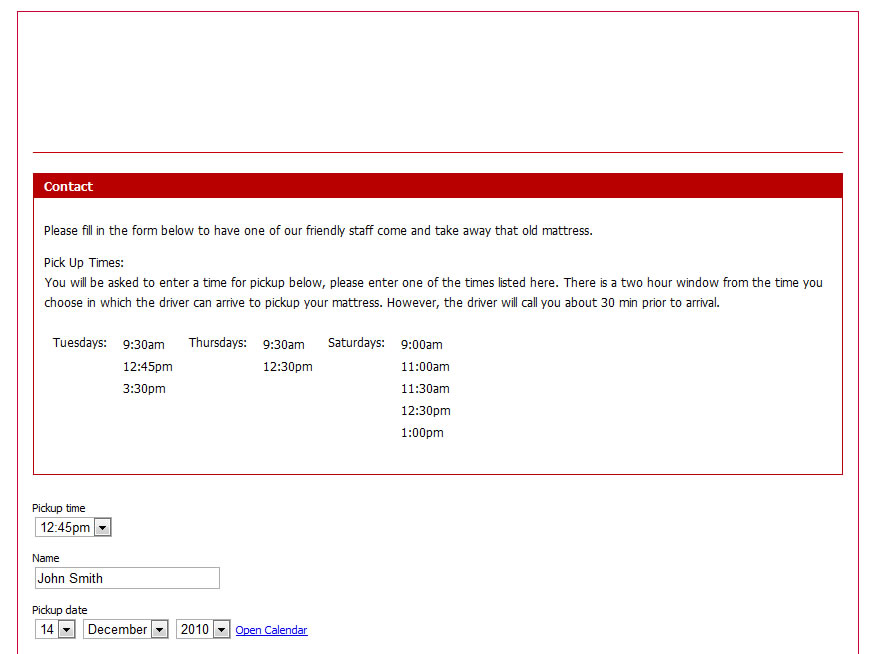 Contact
Please fill in the form below to have one of our friendly staff come and take away that old mattress.
Pick Up Times:
You will be asked to enter a time for pickup below, please enter one of the times listed here. There is a two hour window from the time you
choose in which the driver can arrive to pickup your mattress. However, the driver will call you about 30 min prior to arrival.
Tuesdays: 9:30am Thursdays: 9:30am Saturdays: 9:00am
12:45pm 12:30pm 11:00am
3:30pm 11:30am
12:30pm
1:00pm
Pickup time
12:45pm
Name
John Smith
Pickup date
14 December 2010 Open Calendar